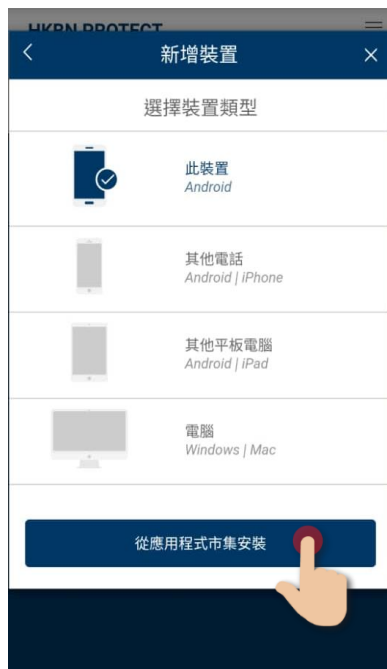 HKBN PROTECT
新增裝置
選擇裝置類型
此裝置
Android
其他電話
Android | iPhone
其他平板電腦
Android | iPad
電腦
Windows | Mac
從應用程式市集安裝